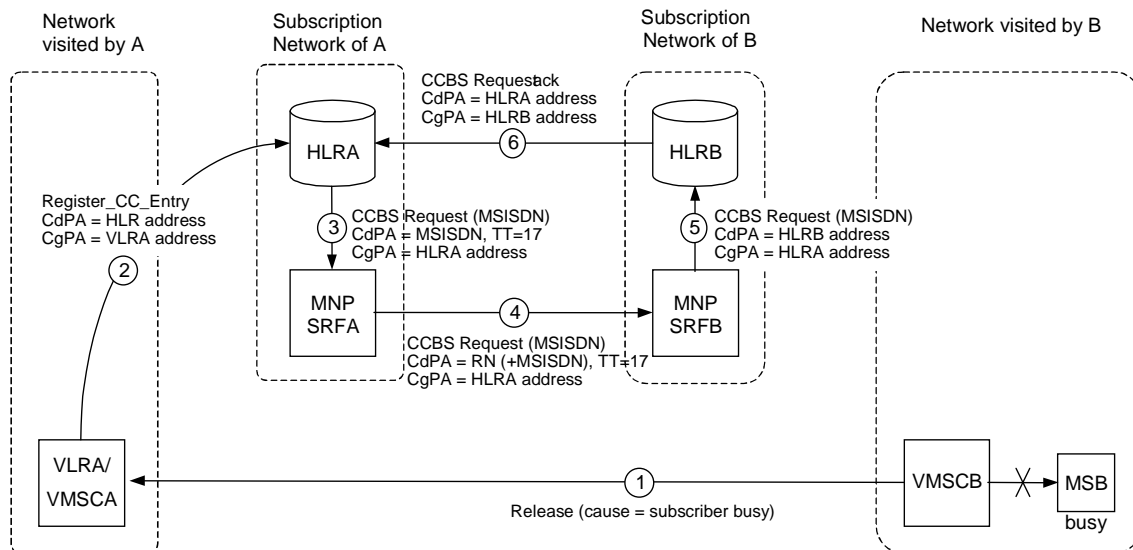 Network
visited by A
Subscription
Network of A
Subscription
Network of B
Network visited by B
CCBS Request ack
CdPA = HLRA address
CgPA = HLRB address
6
HLRA
HLRB
Register_CC_Entry
CdPA = HLR address
CgPA = VLRA address
2
3
CCBS Request (MSISDN)
CdPA = MSISDN, TT=17
CgPA = HLRA address
5
CCBS Request (MSISDN)
CdPA = HLRB address
CgPA = HLRA address
MNP
SRFA
4
MNP
SRFB
CCBS Request (MSISDN)
CdPA = RN (+MSISDN), TT=17
CgPA = HLRA address
VLRA/
VMSCA
1
Release (cause = subscriber busy)
VMSCB
MSB
busy